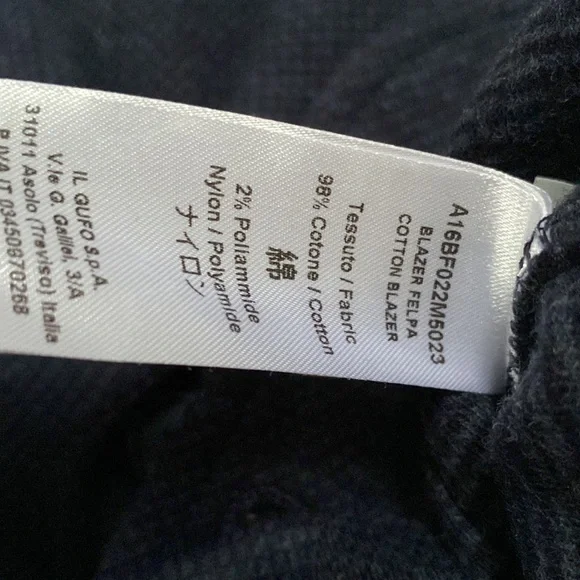 A16BF022M5023
BLAZER FELPA
COTTON BLAZER
Tessuto / Fabric
98% Cotone / Cotton
綿
2% Poliammide
Nylon / Polyamide
ナイロン
IL GUFO S.p.A.
V.le G. Galilei, 3/A
31011 Asolo (Treviso) Italia
P.IVA IT 03450870268